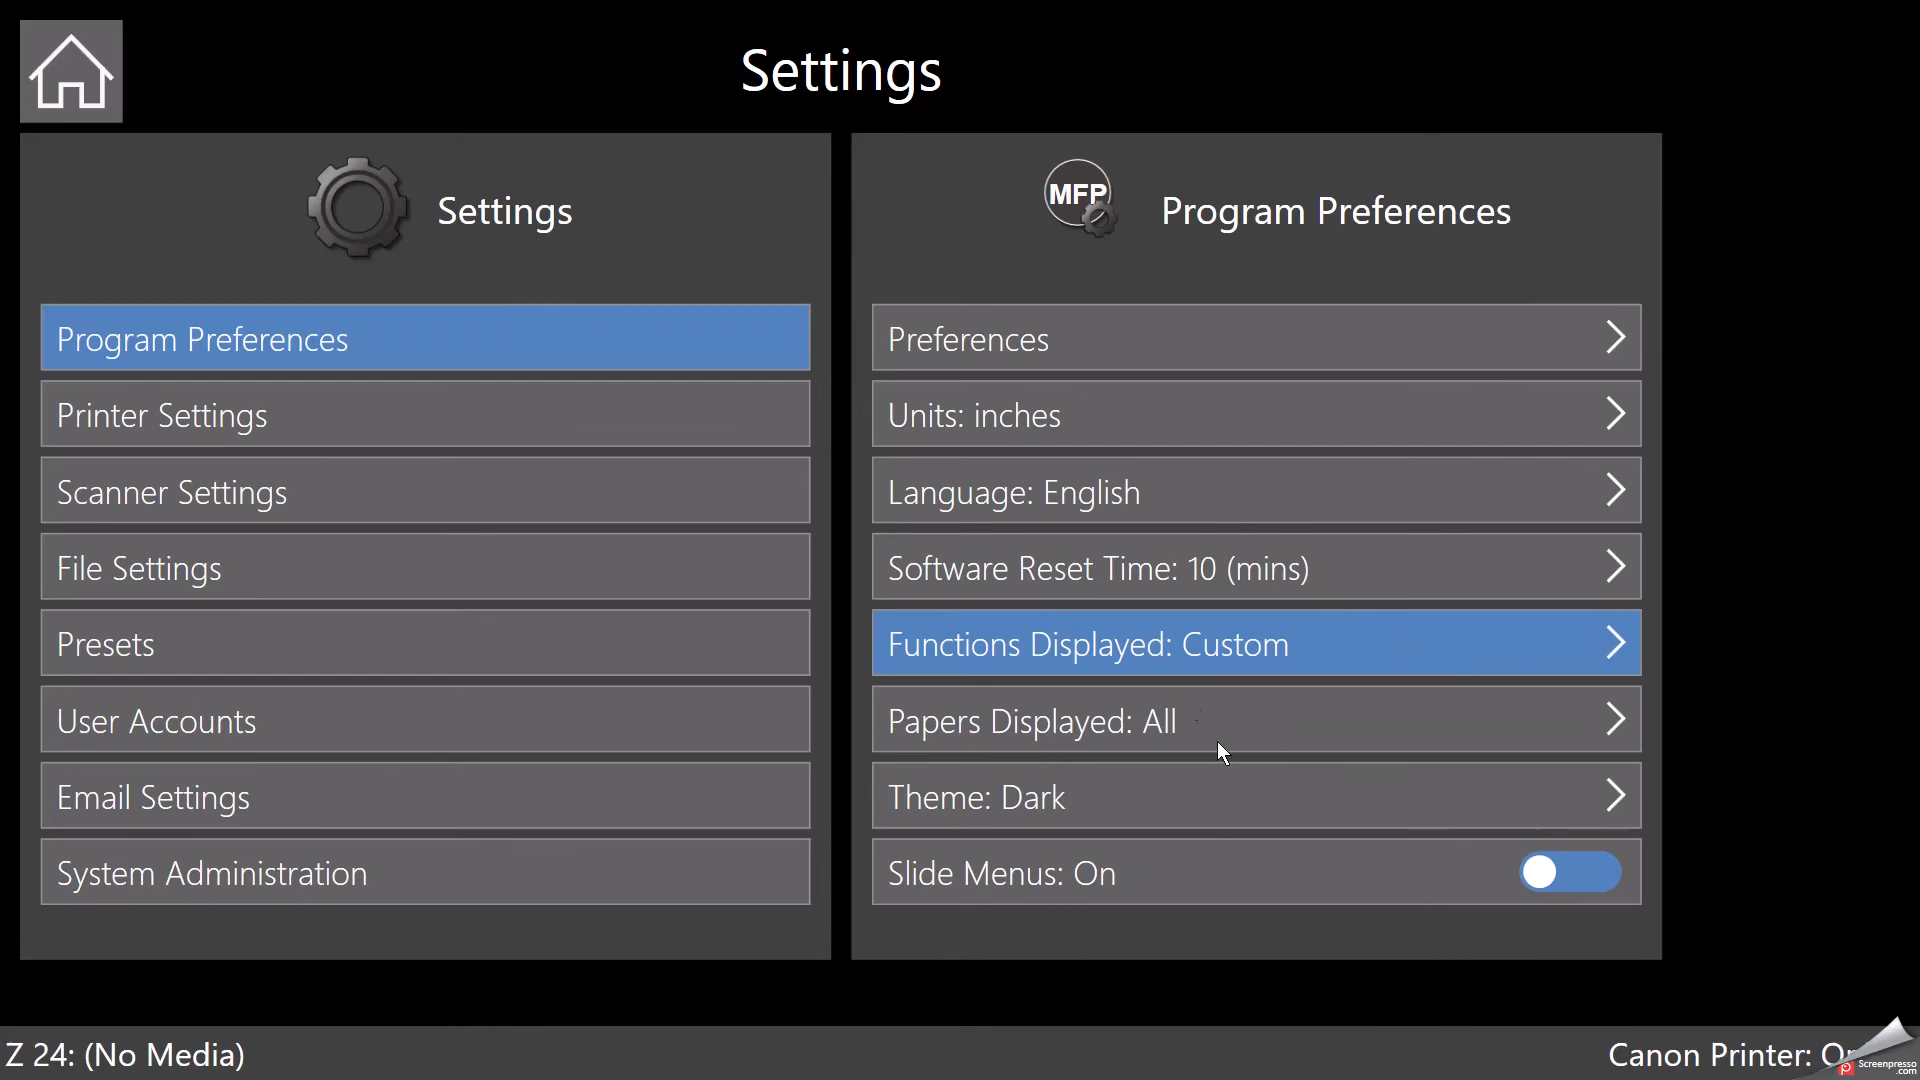 Settings
Settings
Program Preferences
Printer Settings
Scanner Settings
File Settings
Presets
User Accounts
Email Settings
System Administration
MFP
Program Preferences
Preferences
Units: inches
Language: English
Software Reset Time: 10 (mins)
Functions Displayed: Custom
Papers Displayed: All
Theme: Dark
Slide Menus: On
Z 24: (No Media)
Canon Printer:
Screenpresso
.com